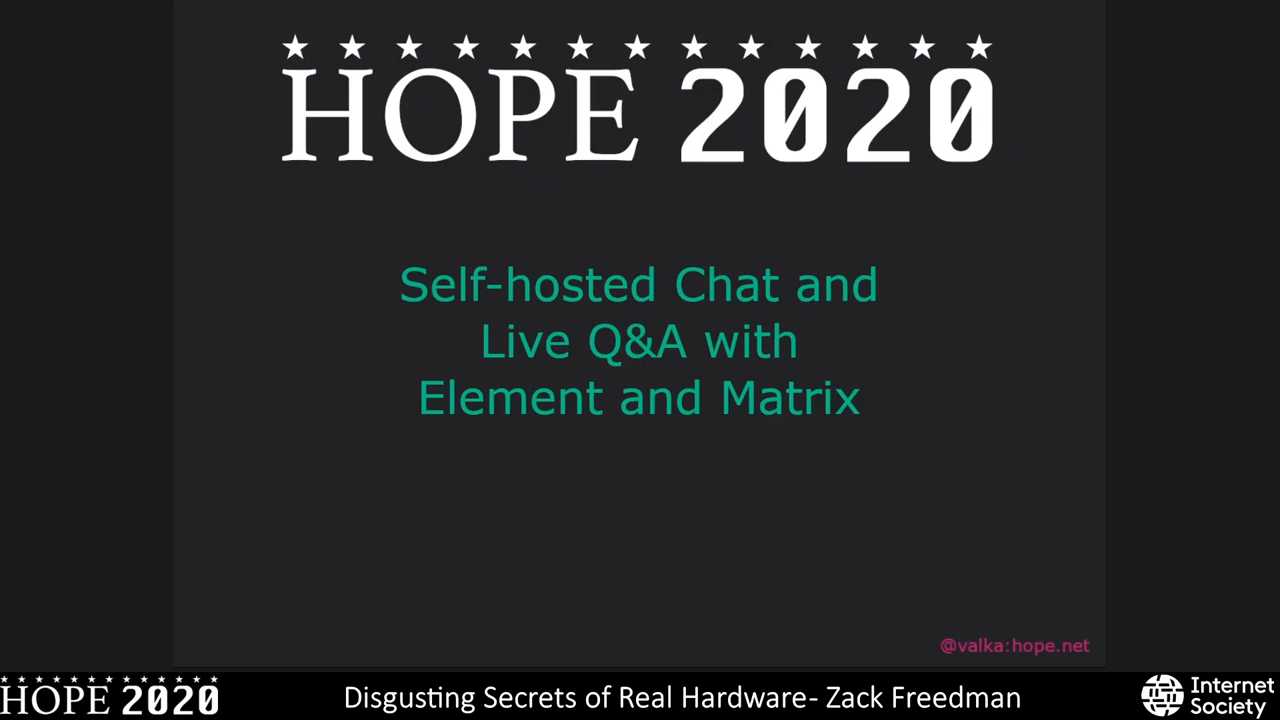 HOPE 2020
Self-hosted Chat and
Live Q&A with
Element and Matrix
@valka:hope.net
HOPE 2020
Disgusting Secrets of Real Hardware- Zack Freedman
Internet
Society